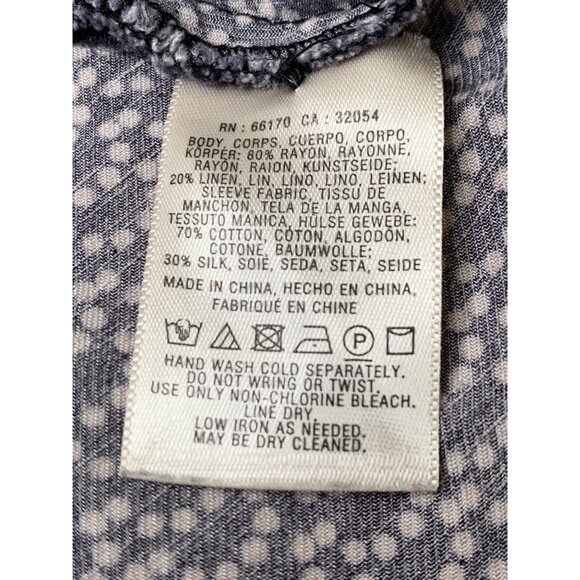 RN : 66170 CA : 32054
BODY, CORPS, CUERPO, CORPO,
KÖRPER: 80% RAYON, RAYONNE,
RAYÓN, RAION, KUNSTSEIDE;
20% LINEN, LIN, LINO, LINO, LEINEN;
SLEEVE FABRIC, TISSU DE
MANCHON, TELA DE LA MANGA,
TESSUTO MANICA, HÜLSE GEWEBE:
70% COTTON, COTON, ALGODÓN,
COTONE, BAUMWOLLE;
30% SILK, SOIE, SEDA, SETA, SEIDE
MADE IN CHINA, HECHO EN CHINA,
FABRIQUÉ EN CHINE
P
HAND WASH COLD SEPARATELY.
DO NOT WRING OR TWIST.
USE ONLY NON-CHLORINE BLEACH.
LINE DRY.
LOW IRON AS NEEDED.
MAY BE DRY CLEANED.